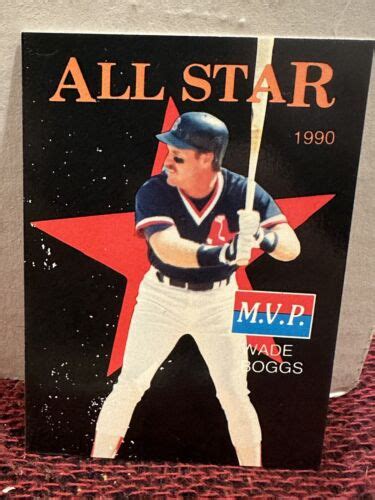 ALL STAR
1990
M.V.P.
WADE
BOGGS